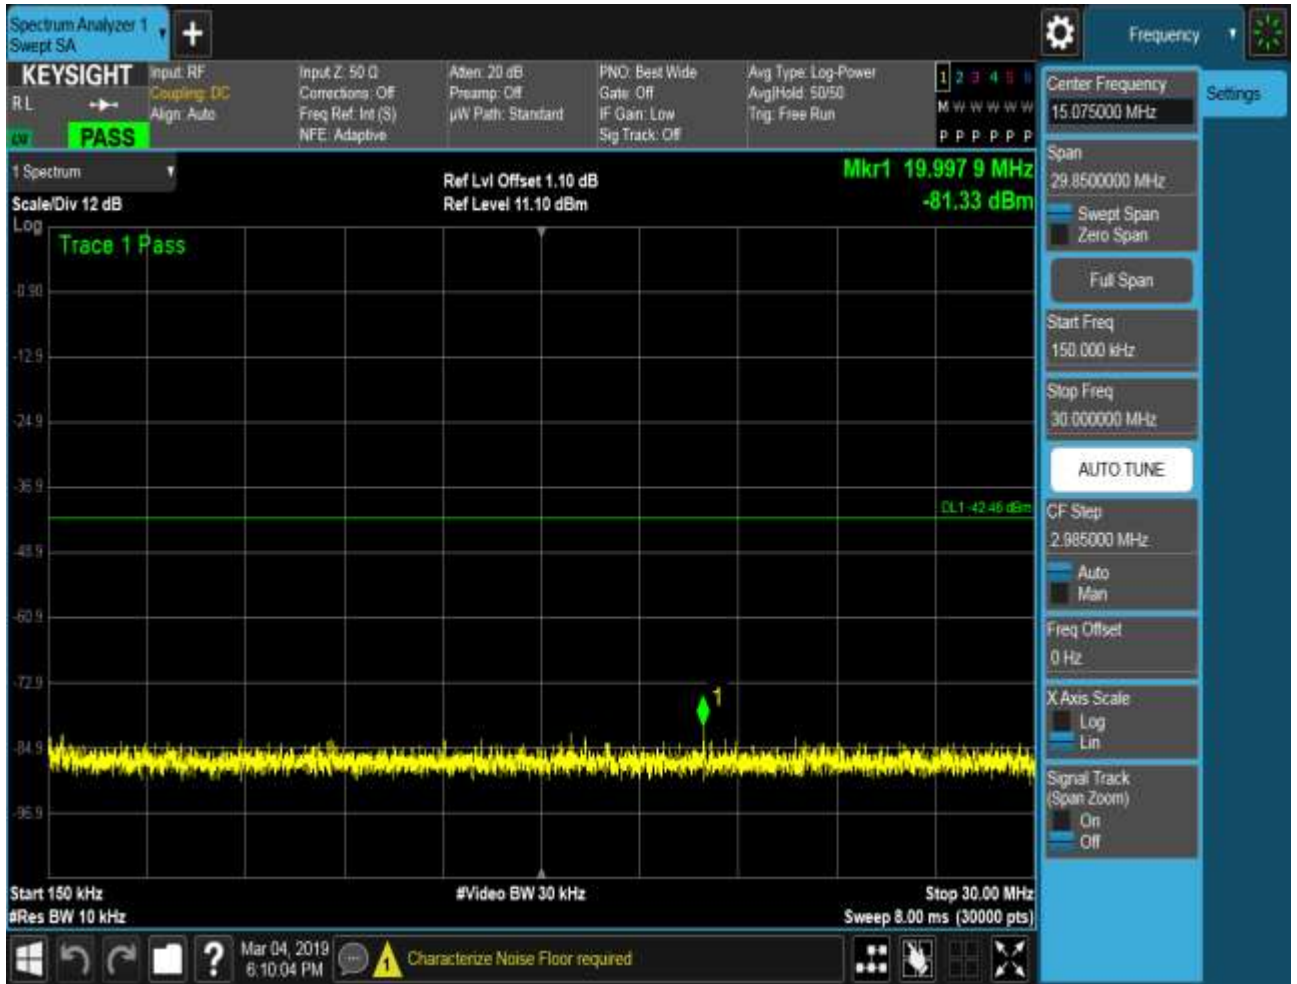 Spectrum Analyzer 1
Swept SA
+
Frequency
KEYSIGHT
R L
PASS
Input: RF
Coupling: DC
Align: Auto
Input Z: 50 Ω
Corrections: Off
Freq Ref: Int (S)
NFE: Adaptive
Atten: 20 dB
Preamp: Off
µW Path: Standard
PNO: Best Wide
Gate: Off
IF Gain: Low
Sig Track: Off
Avg Type: Log-Power
Avg|Hold: 50/50
Trig: Free Run
1 2 3 4 5 6
M W W W W W
P P P P P P
1 Spectrum
Scale/Div 12 dB
Log
Ref Lvl Offset 1.10 dB
Ref Level 11.10 dBm
Mkr1 19.997 9 MHz
-81.33 dBm
Trace 1 Pass
-0.90
-12.9
-24.9
-36.9
DL1 -42.46 dBm
-48.9
-60.9
-72.9
1
-84.9
-96.9
Start 150 kHz
#Video BW 30 kHz
Stop 30.00 MHz
#Res BW 10 kHz
Sweep 8.00 ms (30000 pts)
Center Frequency
15.075000 MHz
Settings
Span
29.8500000 MHz
Swept Span
Zero Span
Full Span
Start Freq
150.000 kHz
Stop Freq
30.000000 MHz
AUTO TUNE
CF Step
2.985000 MHz
Auto
Man
Freq Offset
0 Hz
X Axis Scale
Log
Lin
Signal Track
(Span Zoom)
On
Off
?
Mar 04, 2019
6:10:04 PM
1
Characterize Noise Floor required